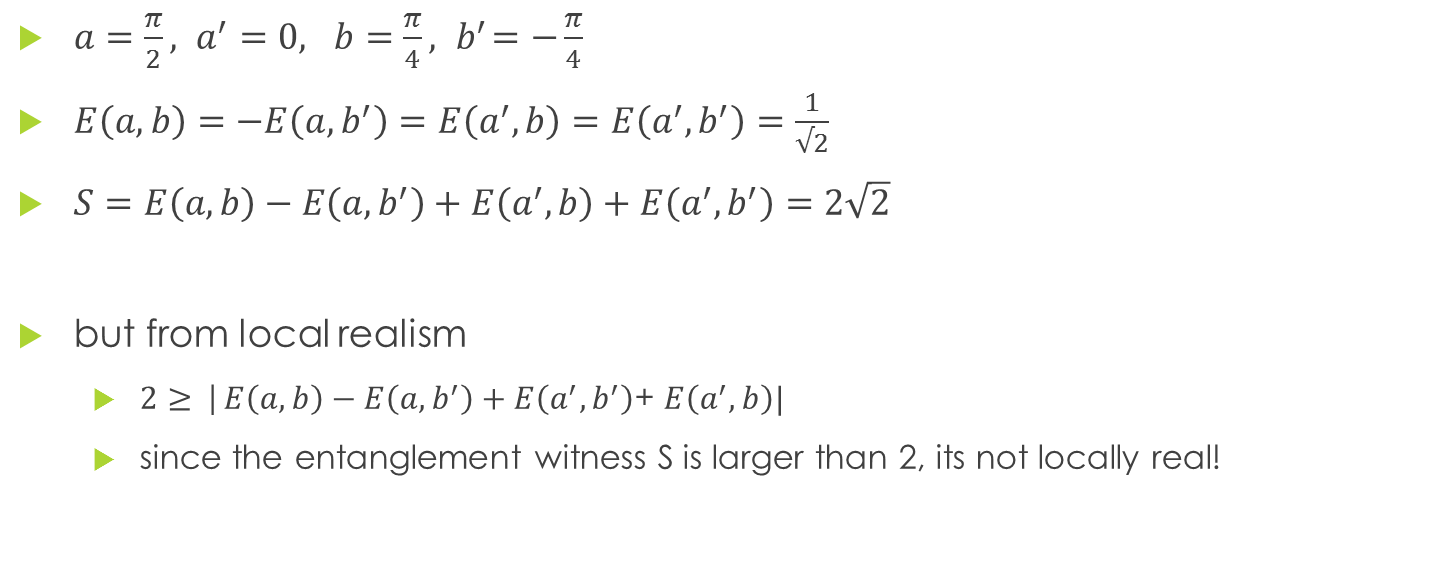 a = π/2, a′ = 0, b = π/4, b′ = −π/4
E(a, b) = −E(a, b′) = E(a′, b) = E(a′, b′) = 1/√2
S = E(a, b) − E(a, b′) + E(a′, b) + E(a′, b′) = 2√2
but from local realism
2 ≥ |E(a, b) − E(a, b′) + E(a′, b′)+ E(a′, b)|
since the entanglement witness S is larger than 2, its not locally real!